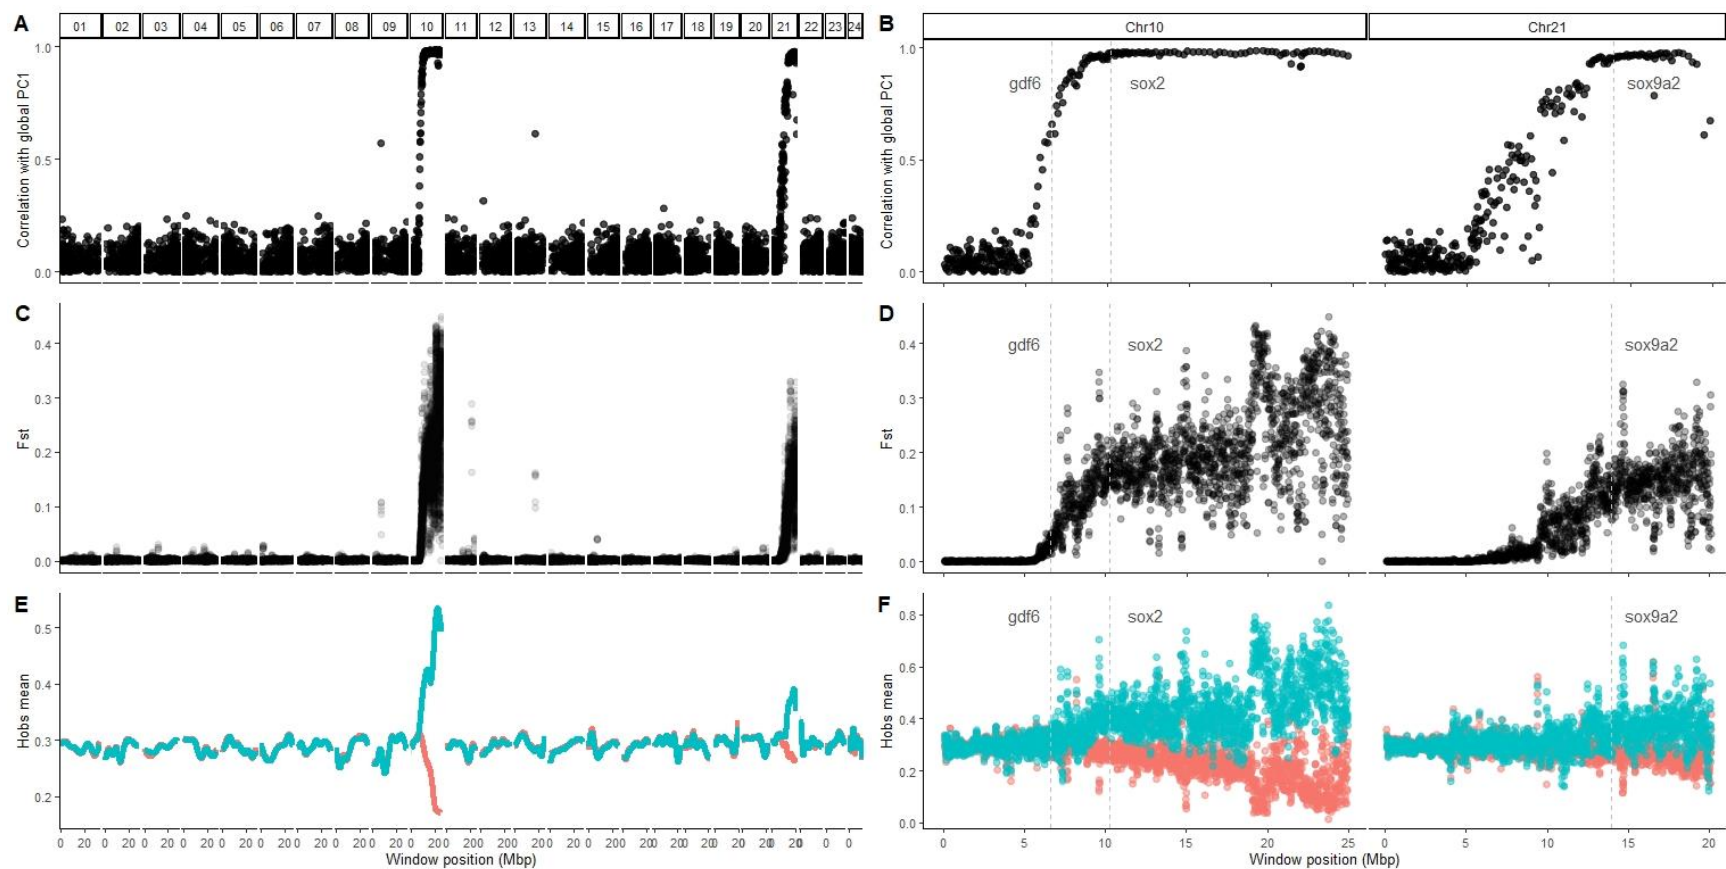 A 01 02 03 04 05 06 07 08 09 10 11 12 13 14 15 16 17 18 19 20 21 22 23 24
B Chr10 Chr21
Correlation with global PC1
1.0
0.5
0.0
Correlation with global PC1
1.0
0.5
0.0
gdf6 sox2 sox9a2
C
Fst
0.4
0.3
0.2
0.1
0.0
D
Fst
0.4
0.3
0.2
0.1
0.0
gdf6 sox2 sox9a2
E
Hobs mean
0.5
0.4
0.3
0.2
Window position (Mbp)
F
Hobs mean
0.8
0.6
0.4
0.2
0.0
gdf6 sox2 sox9a2
0 5 10 15 20 25 0 5 10 15 20
Window position (Mbp)